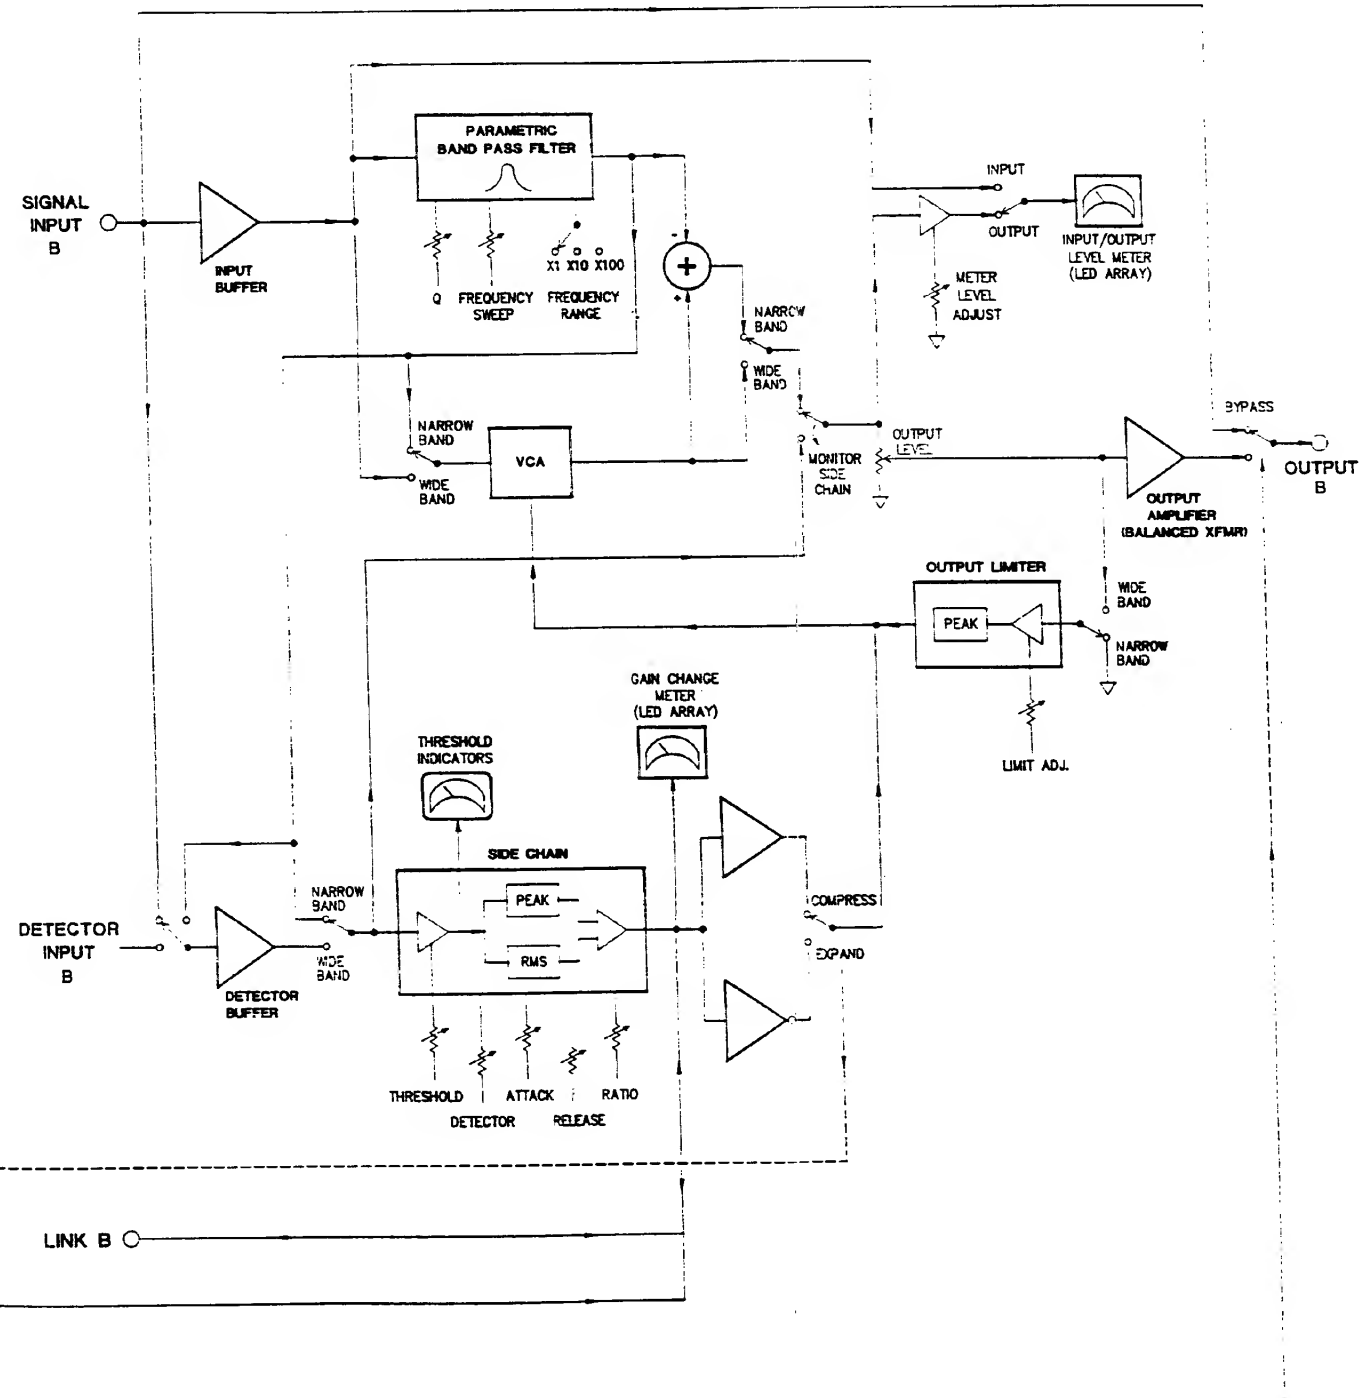 PARAMETRIC
BAND PASS FILTER
SIGNAL
INPUT
B
INPUT
BUFFER
Q
FREQUENCY
SWEEP
X1 X10 X100
FREQUENCY
RANGE
-
+
+
INPUT
OUTPUT
INPUT/OUTPUT
LEVEL METER
(LED ARRAY)
METER
LEVEL
ADJUST
NARROW
BAND
WIDE
BAND
NARROW
BAND
WIDE
BAND
VCA
MONITOR
SIDE
CHAIN
OUTPUT
LEVEL
BYPASS
OUTPUT
B
OUTPUT
AMPLIFIER
(BALANCED XFMR)
OUTPUT LIMITER
PEAK
WIDE
BAND
NARROW
BAND
LIMIT ADJ.
GAIN CHANGE
METER
(LED ARRAY)
THRESHOLD
INDICATORS
SIDE CHAIN
PEAK
RMS
NARROW
BAND
WIDE
BAND
DETECTOR
INPUT
B
DETECTOR
BUFFER
COMPRESS
EXPAND
THRESHOLD
ATTACK
RATIO
DETECTOR
RELEASE
LINK B